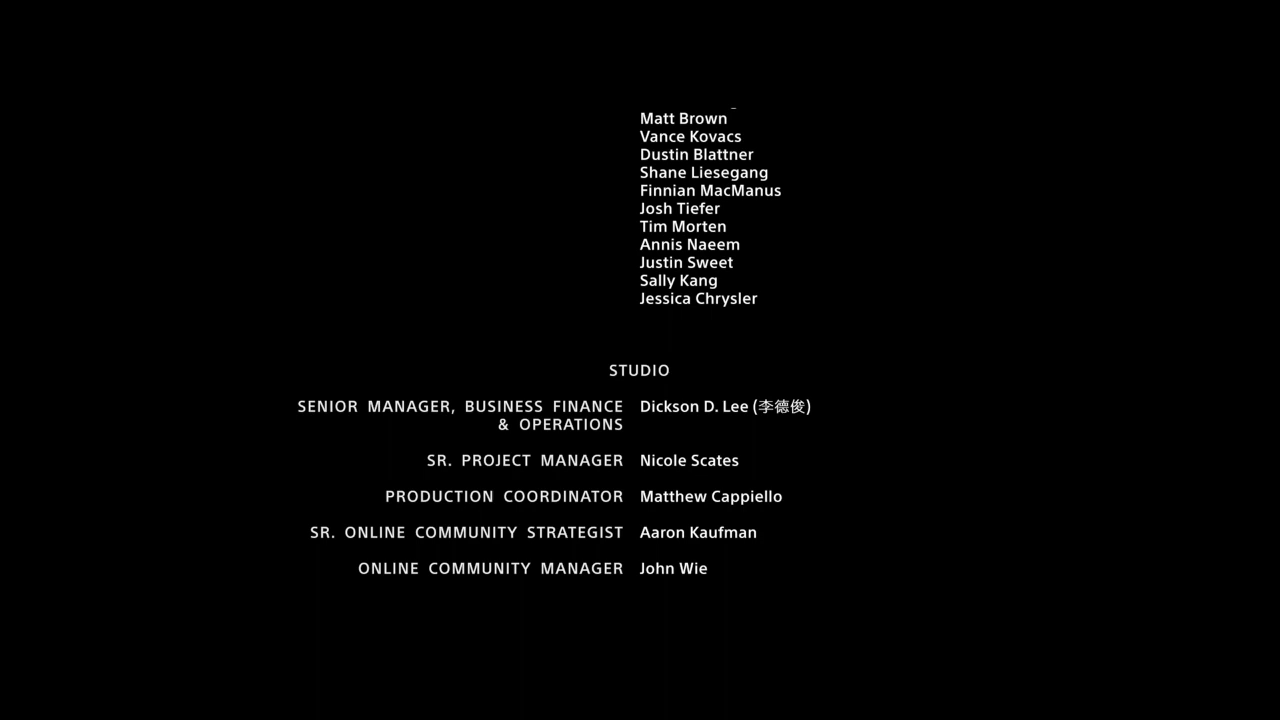 Matt Brown
Vance Kovacs
Dustin Blattner
Shane Liesegang
Finnian MacManus
Josh Tiefer
Tim Morten
Annis Naeem
Justin Sweet
Sally Kang
Jessica Chrysler
STUDIO
SENIOR MANAGER, BUSINESS FINANCE Dickson D. Lee (李德俊)
& OPERATIONS
SR. PROJECT MANAGER Nicole Scates
PRODUCTION COORDINATOR Matthew Cappiello
SR. ONLINE COMMUNITY STRATEGIST Aaron Kaufman
ONLINE COMMUNITY MANAGER John Wie